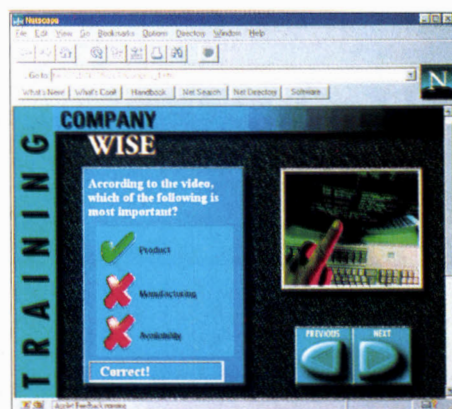 Netscape
File Edit View Go Bookmarks Options Directory Window Help
Go to:
What's New! What's Cool! Handbook Net Search Net Directory Software
N
COMPANY
WISE
TRAINING
According to the video,
which of the following is
most important?
Product
Manufacturing
Availability
Correct!
PREVIOUS NEXT